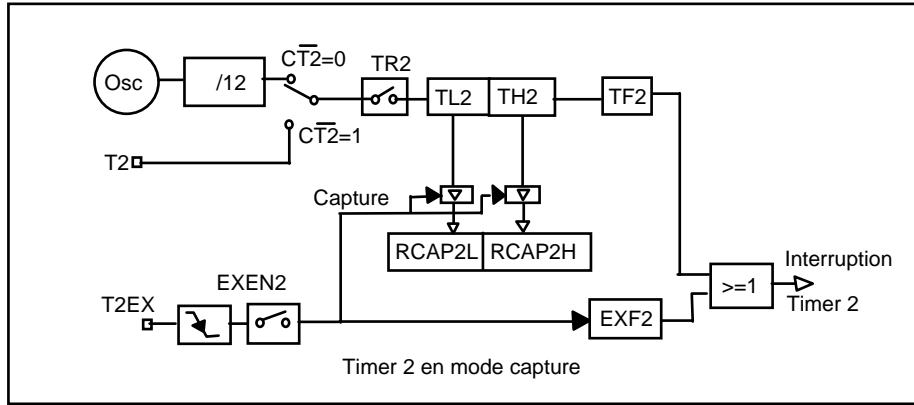 CT2=0
TR2
Osc
/12
TL2
TH2
TF2
CT2=1
T2
Capture
RCAP2L
RCAP2H
Interruption
EXEN2
>=1
T2EX
Timer 2
EXF2
Timer 2 en mode capture